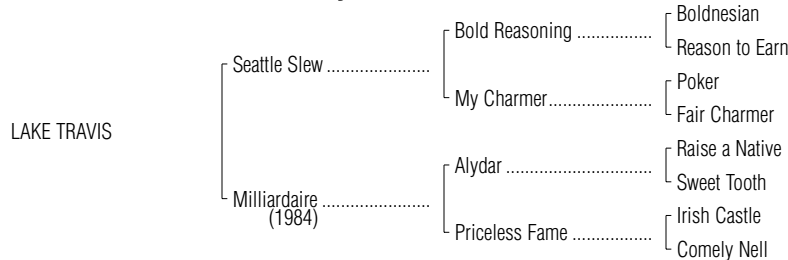 Boldnesian
Bold Reasoning ................
Reason to Earn
Seattle Slew ......................
Poker
My Charmer......................
Fair Charmer
LAKE TRAVIS
Raise a Native
Alydar ...............................
Sweet Tooth
Milliardaire .......................
(1984)
Irish Castle
Priceless Fame .................
Comely Nell